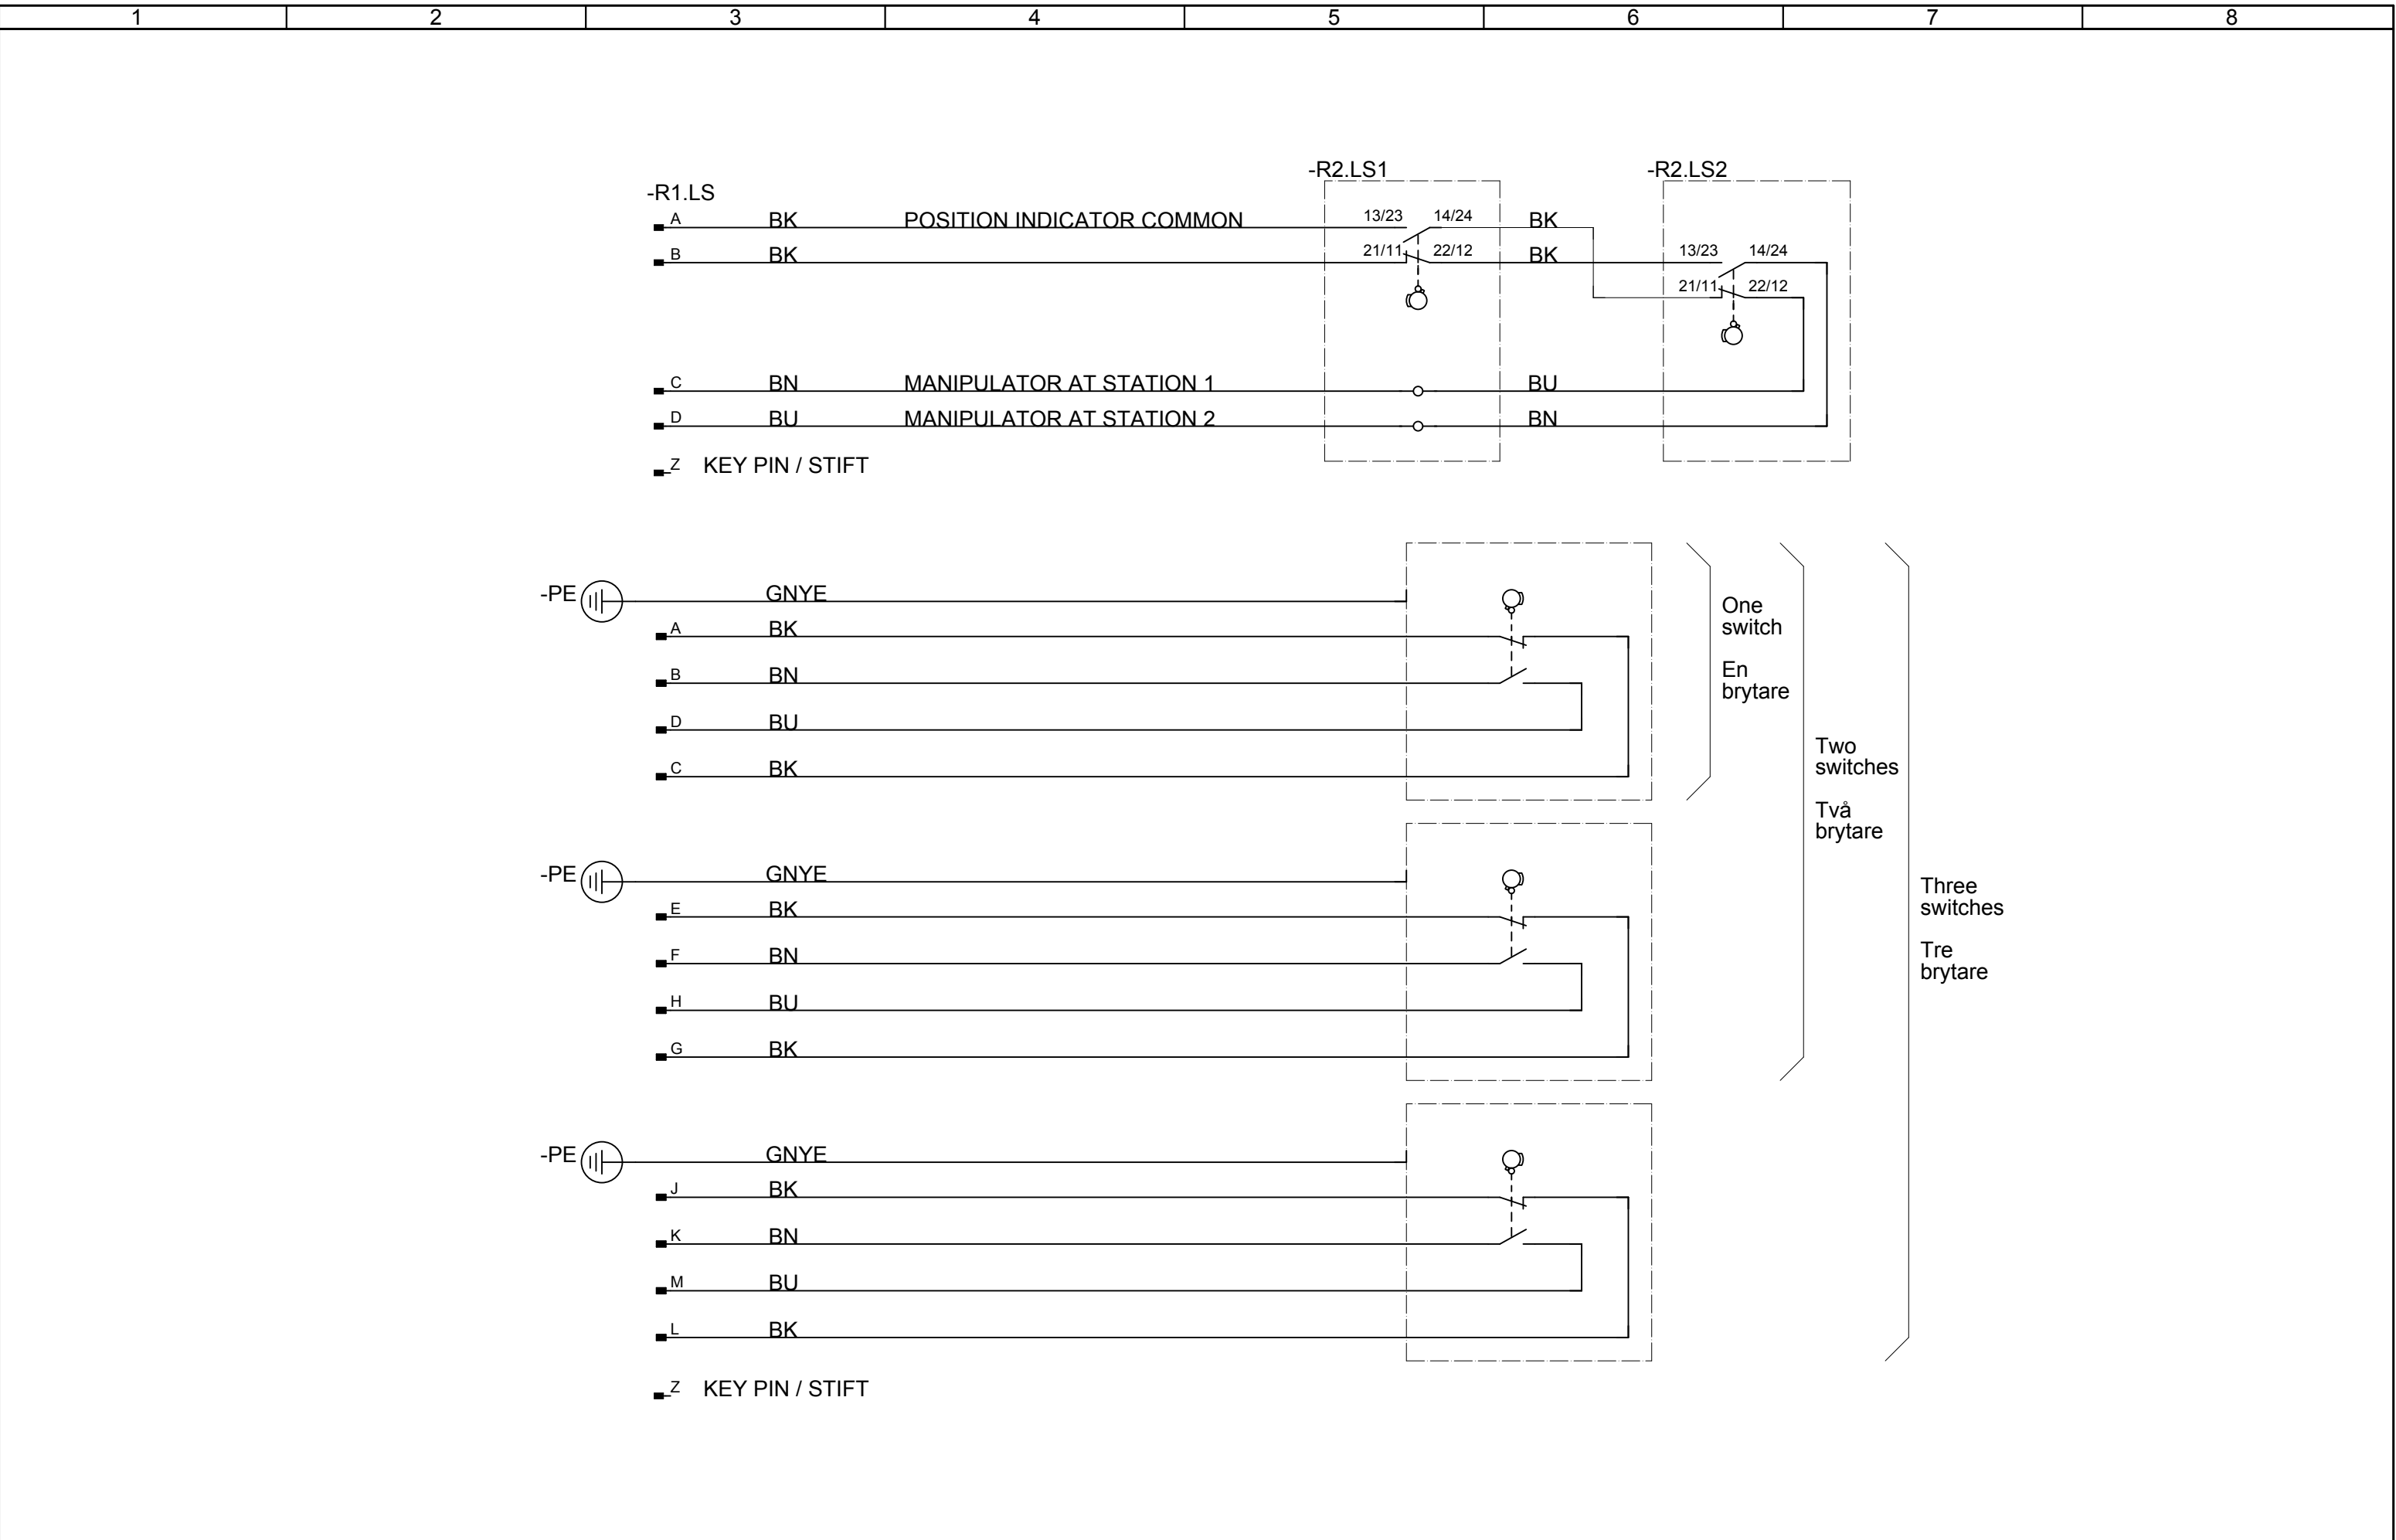 1 2 3 4 5 6 7 8
-R2.LS1 -R2.LS2
-R1.LS
A BK POSITION INDICATOR COMMON 13/23 14/24 BK
B BK 21/11 22/12 BK 13/23 14/24
21/11 22/12
C BN MANIPULATOR AT STATION 1 BU
D BU MANIPULATOR AT STATION 2 BN
Z KEY PIN / STIFT
-PE GNYE
A BK
B BN
D BU
C BK
One
switch
En
brytare
Two
switches
Två
brytare
-PE GNYE
E BK
F BN
H BU
G BK
Three
switches
Tre
brytare
-PE GNYE
J BK
K BN
M BU
L BK
Z KEY PIN / STIFT